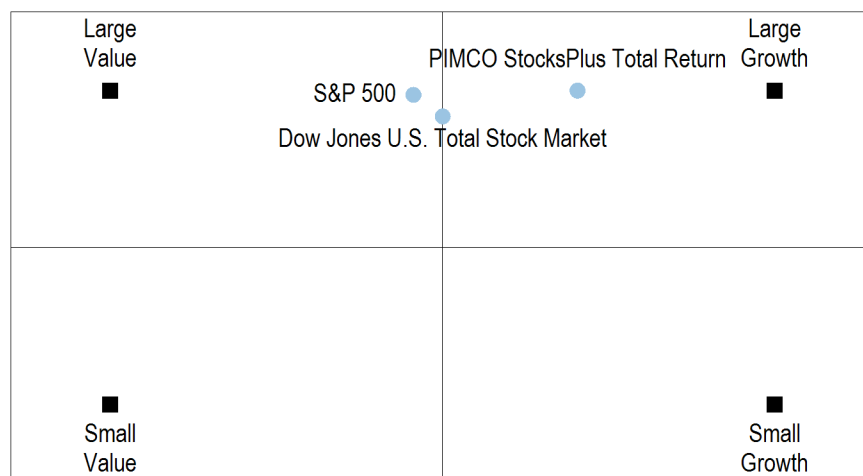 Large
Value
Large
Growth
PIMCO StocksPlus Total Return
S&P 500
Dow Jones U.S. Total Stock Market
Small
Value
Small
Growth